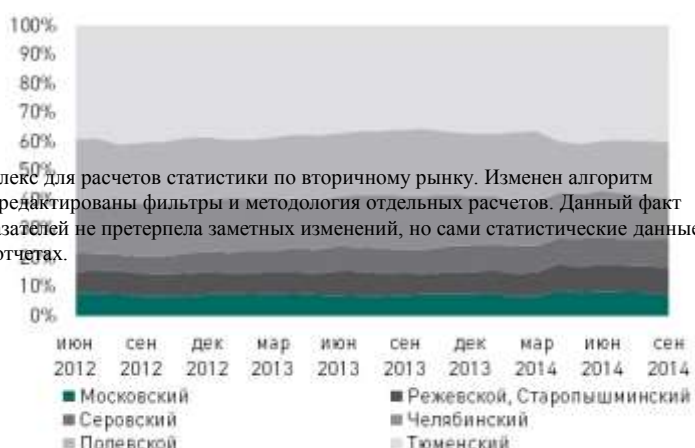 100%
90%
80%
70%
60%
50%
лекс для расчетов статистики по вторичному рынку. Изменен алгоритм
редактированы фильтры и методология отдельных расчетов. Данный факт
зателей не претерпела заметных изменений, но сами статистические данные
отчетах.
20%
10%
0%
июн сен дек мар июн сен дек мар июн сен
2012 2012 2012 2013 2013 2013 2013 2014 2014 2014
Московский Режевской, Старопышминский
Серовский Челябинский
Полевской Тюменский